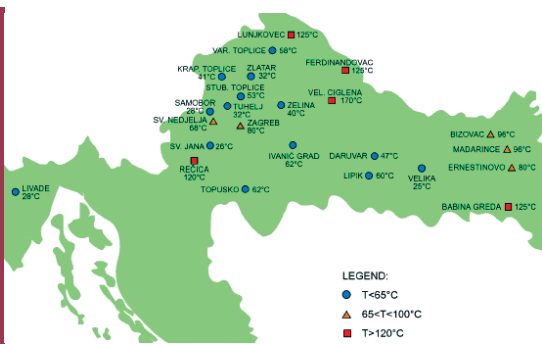 LUNJKOVEC 125°C
VAR. TOPLICE 58°C
FERDINANDOVAC
125°C
KRAP. TOPLICE
41°C
ZLATAR
32°C
STUB. TOPLICE
53°C
VEL. CIGLENA
170°C
SAMOBOR
28°C
TUHELJ
32°C
ZELINA
40°C
SV. NEDJELJA
68°C
ZAGREB
80°C
BIZOVAC 96°C
MADARINCE 96°C
SV. JANA 26°C
IVANIĆ GRAD
62°C
DARUVAR 47°C
ERNESTINOVO 80°C
REČICA
120°C
LIPIK 60°C
VELIKA
25°C
LIVADE
28°C
TOPUSKO 62°C
BABINA GREDA 125°C
LEGEND:
T<65°C
65<T<100°C
T>120°C